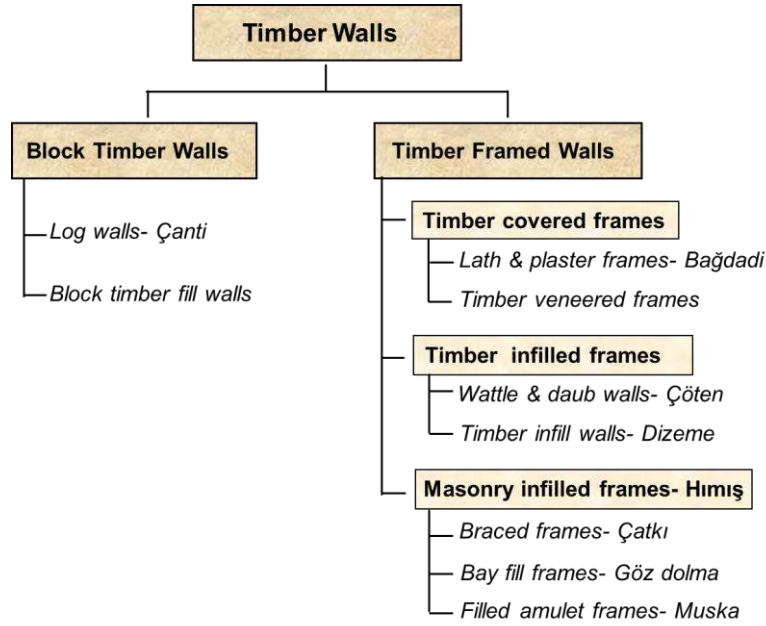 Timber Walls
Block Timber Walls
Log walls- Çanti
Block timber fill walls
Timber Framed Walls
Timber covered frames
Lath & plaster frames- Bağdadi
Timber veneered frames
Timber infilled frames
Wattle & daub walls- Çöten
Timber infill walls- Dizeme
Masonry infilled frames- Hımış
Braced frames- Çatkı
Bay fill frames- Göz dolma
Filled amulet frames- Muska